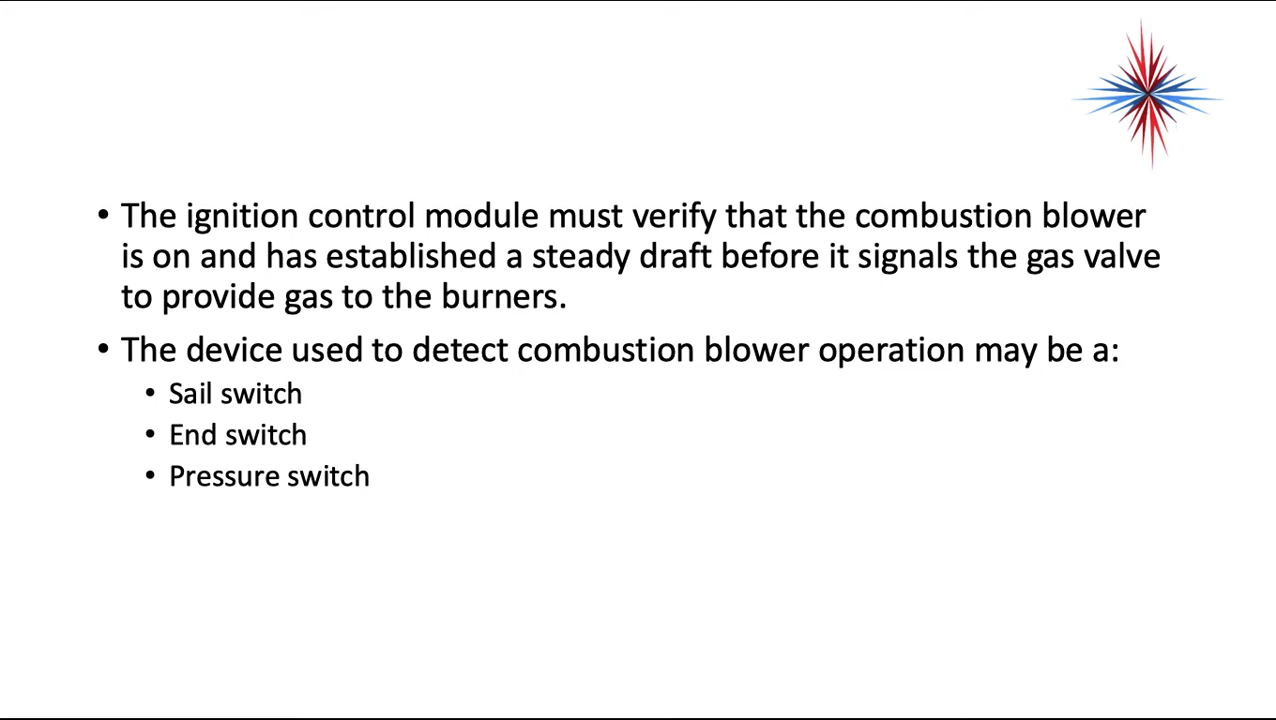 • The ignition control module must verify that the combustion blower
is on and has established a steady draft before it signals the gas valve
to provide gas to the burners.
• The device used to detect combustion blower operation may be a:
• Sail switch
• End switch
• Pressure switch